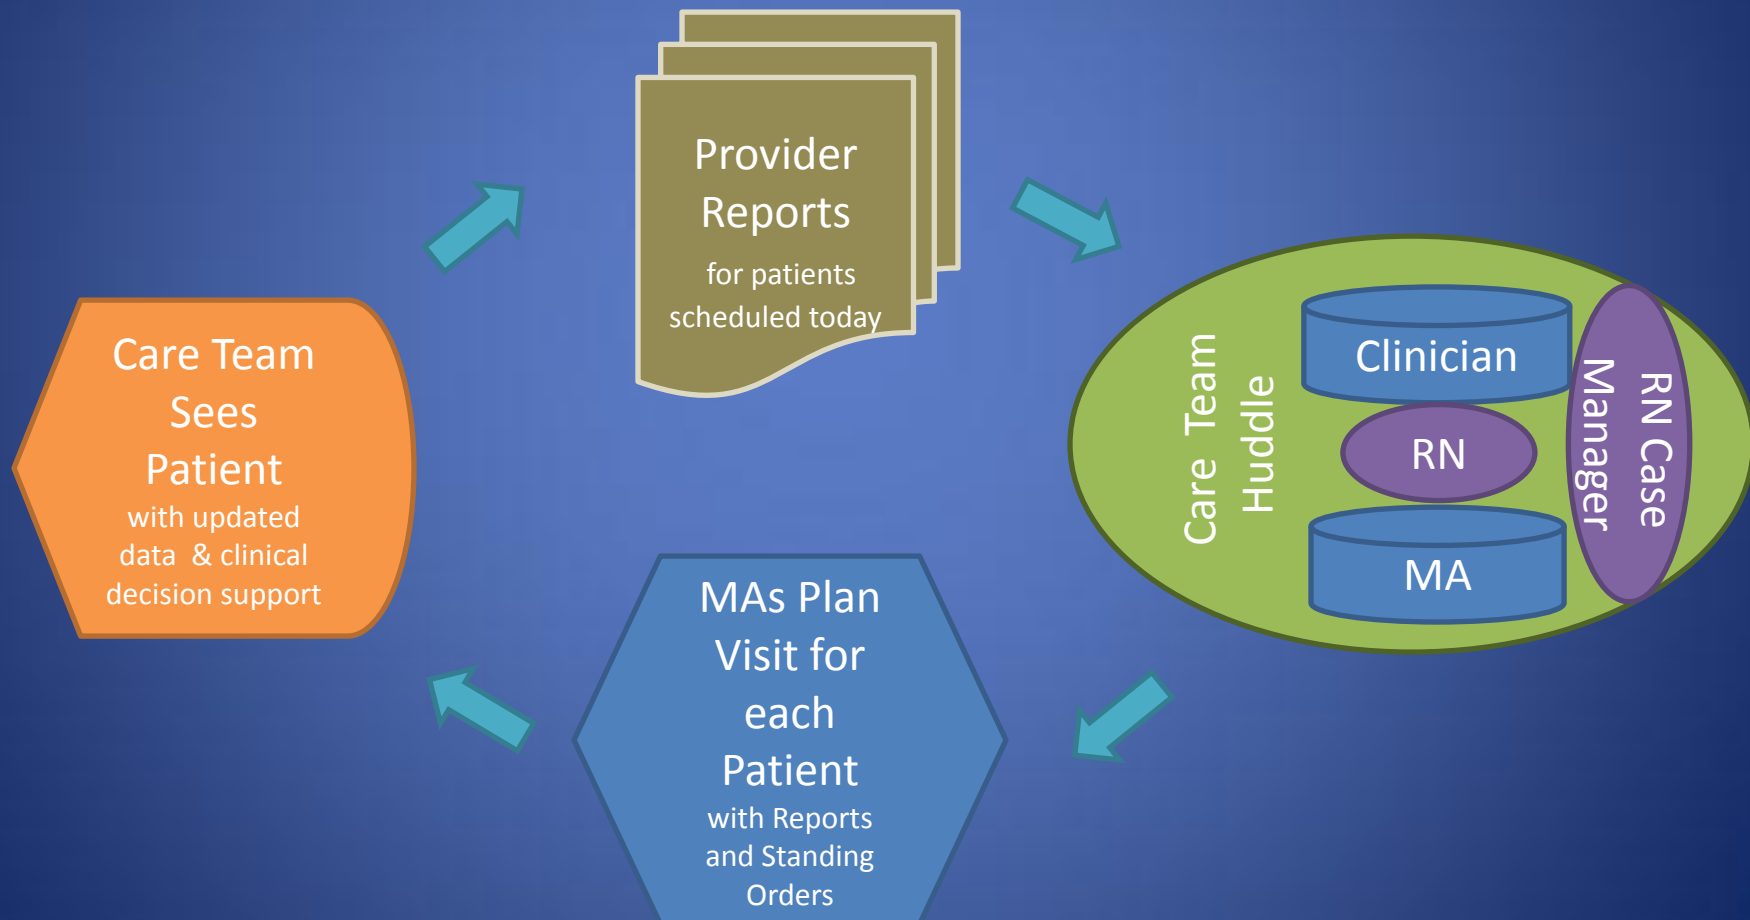 Provider
Reports
for patients
scheduled today
Care Team
Huddle
Clinician
RN
MA
RN Case
Manager
MAs Plan
Visit for
each
Patient
with Reports
and Standing
Orders
Care Team
Sees
Patient
with updated
data & clinical
decision support